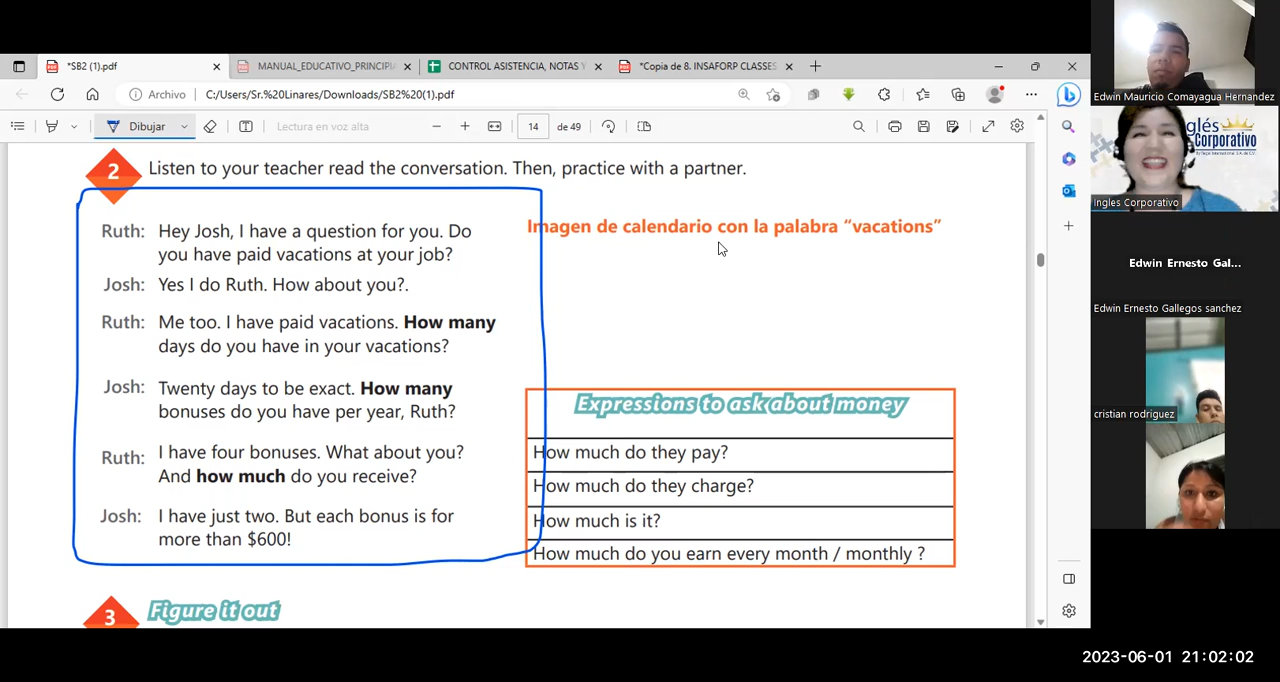 *SB2 (1).pdf
MANUAL_EDUCATIVO_PRINCIPI
CONTROL ASISTENCIA, NOTAS Y
*Copia de 8. INSAFORP CLASSES
Archivo
C:/Users/Sr.%20Linares/Downloads/SB2%20(1).pdf
Dibujar
Lectura en voz alta
14
de 49
2
Listen to your teacher read the conversation. Then, practice with a partner.
Ruth: Hey Josh, I have a question for you. Do
you have paid vacations at your job?
Josh: Yes I do Ruth. How about you?.
Ruth: Me too. I have paid vacations. How many
days do you have in your vacations?
Josh: Twenty days to be exact. How many
bonuses do you have per year, Ruth?
Ruth: I have four bonuses. What about you?
And how much do you receive?
Josh: I have just two. But each bonus is for
more than $600!
Imagen de calendario con la palabra “vacations”
Expressions to ask about money
How much do they pay?
How much do they charge?
How much is it?
How much do you earn every month / monthly ?
3
Figure it out
Edwin Mauricio Comayagua Hernandez
glés
Corporativo
Ingles Corporativo
Edwin Ernesto Gal...
Edwin Ernesto Gallegos sanchez
cristian rodriguez
2023-06-01 21:02:02